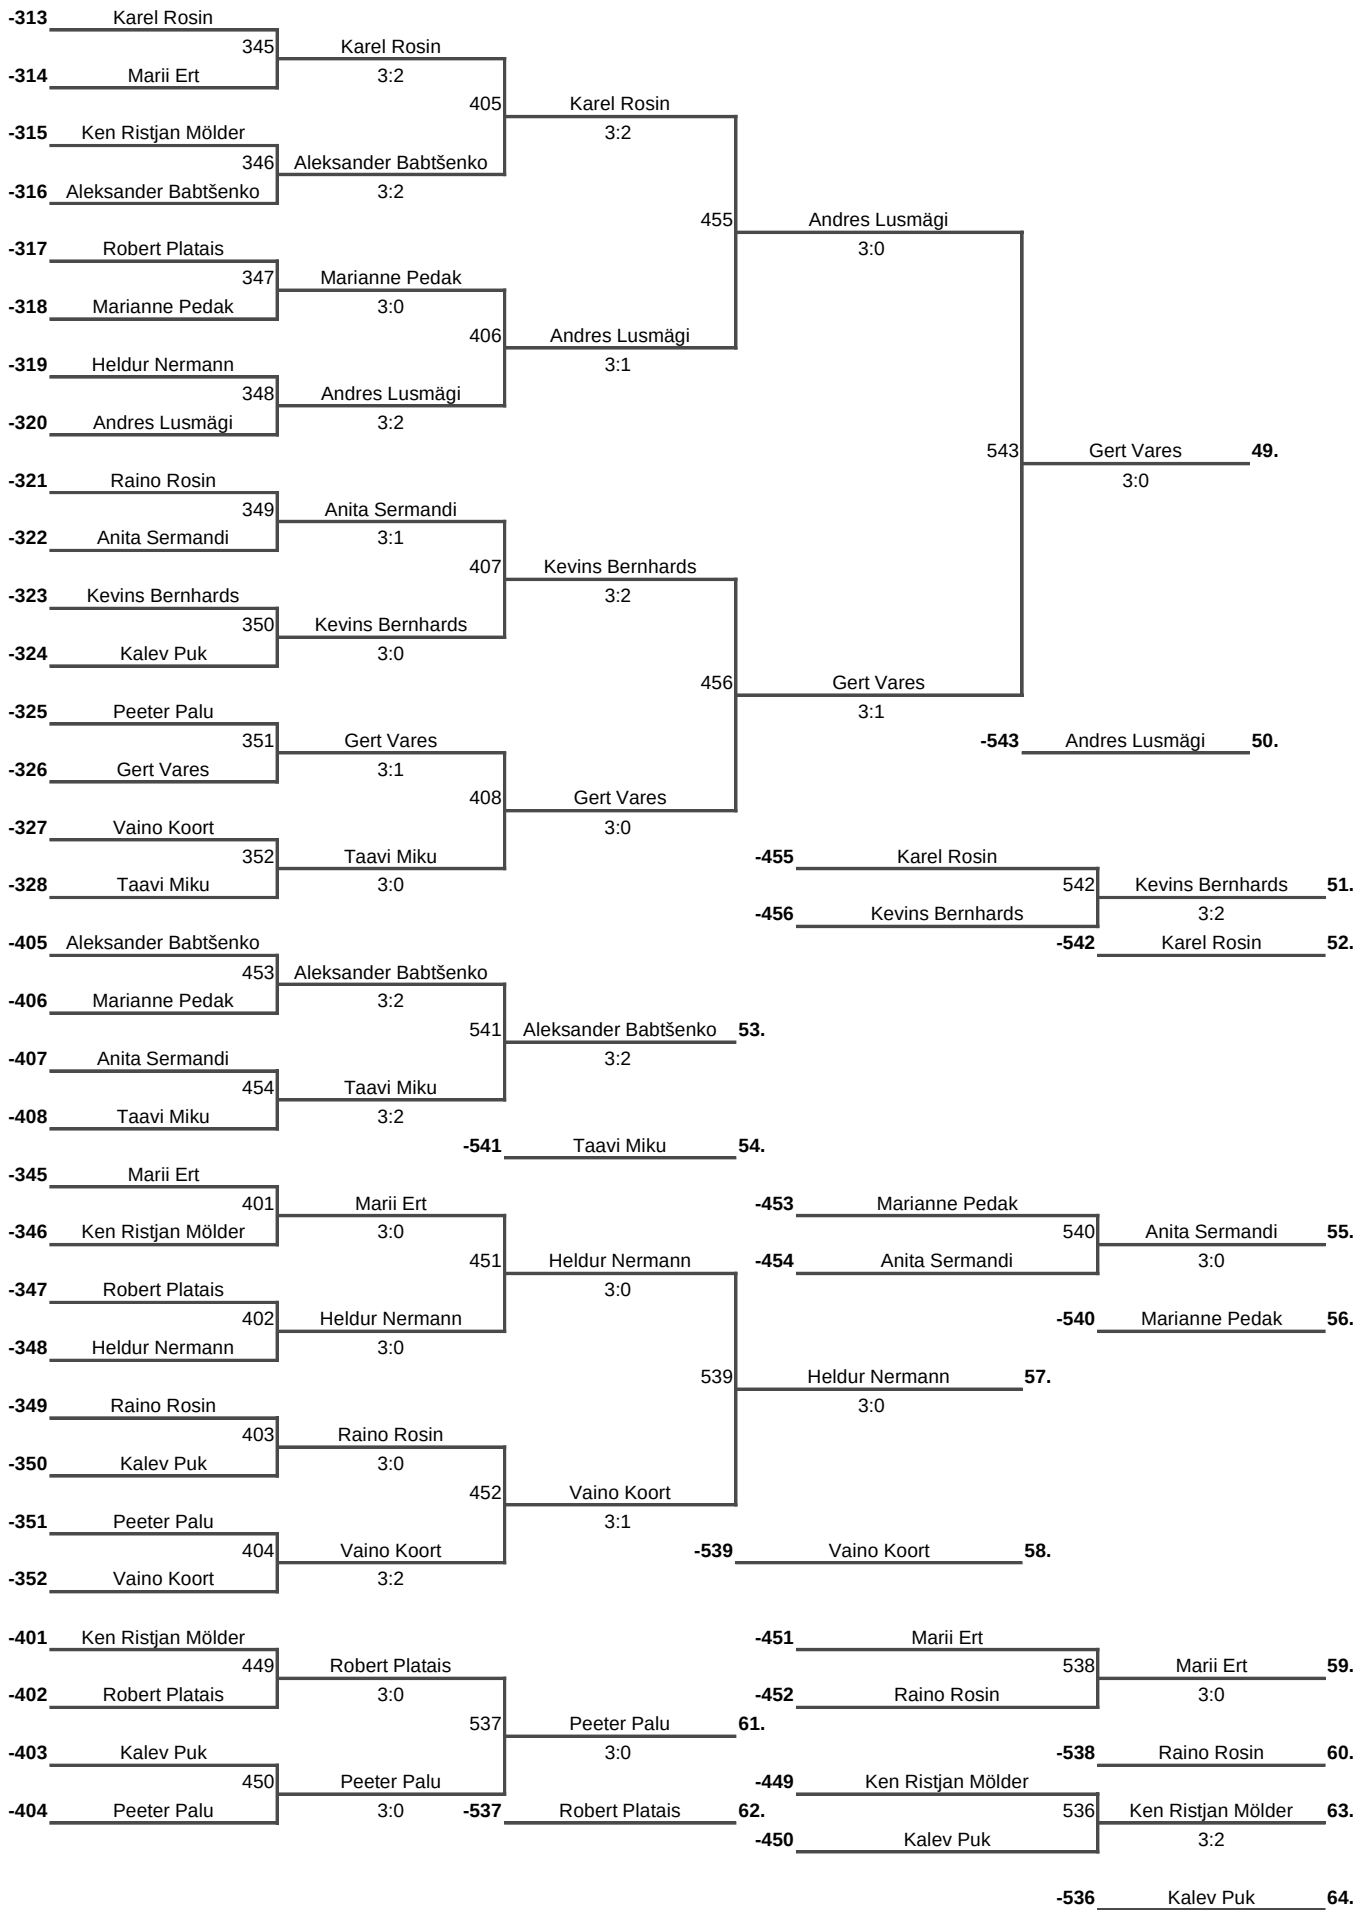 -313 Karel Rosin
345 Karel Rosin
-314 Marii Ert 3:2
405 Karel Rosin
-315 Ken Ristjan Mölder 3:2
346 Aleksander Babtšenko
-316 Aleksander Babtšenko 3:2
455 Andres Lusmägi
-317 Robert Platais 3:0
347 Marianne Pedak
-318 Marianne Pedak 3:0
406 Andres Lusmägi
-319 Heldur Nermann 3:1
348 Andres Lusmägi
-320 Andres Lusmägi 3:2
543 Gert Vares 49.
-321 Raino Rosin 3:0
349 Anita Sermandi
-322 Anita Sermandi 3:1
407 Kevins Bernhards
-323 Kevins Bernhards 3:2
350 Kevins Bernhards
-324 Kalev Puk 3:0
456 Gert Vares
-325 Peeter Palu 3:1
351 Gert Vares -543 Andres Lusmägi 50.
-326 Gert Vares 3:1
408 Gert Vares
-327 Vaino Koort 3:0
352 Taavi Miku -455 Karel Rosin
-328 Taavi Miku 3:0 542 Kevins Bernhards 51.
-456 Kevins Bernhards 3:2
-405 Aleksander Babtšenko -542 Karel Rosin 52.
453 Aleksander Babtšenko
-406 Marianne Pedak 3:2
541 Aleksander Babtšenko 53.
-407 Anita Sermandi 3:2
454 Taavi Miku
-408 Taavi Miku 3:2
-541 Taavi Miku 54.
-345 Marii Ert
401 Marii Ert -453 Marianne Pedak
-346 Ken Ristjan Mölder 3:0 540 Anita Sermandi 55.
451 Heldur Nermann -454 Anita Sermandi 3:0
-347 Robert Platais 3:0
402 Heldur Nermann -540 Marianne Pedak 56.
-348 Heldur Nermann 3:0
539 Heldur Nermann 57.
-349 Raino Rosin 3:0
403 Raino Rosin
-350 Kalev Puk 3:0
452 Vaino Koort
-351 Peeter Palu 3:1
404 Vaino Koort -539 Vaino Koort 58.
-352 Vaino Koort 3:2
-401 Ken Ristjan Mölder -451 Marii Ert
449 Robert Platais 538 Marii Ert 59.
-402 Robert Platais 3:0 -452 Raino Rosin 3:0
537 Peeter Palu 61.
-403 Kalev Puk 3:0 -538 Raino Rosin 60.
450 Peeter Palu -449 Ken Ristjan Mölder
-404 Peeter Palu 3:0 -537 Robert Platais 62. 536 Ken Ristjan Mölder 63.
-450 Kalev Puk 3:2
-536 Kalev Puk 64.